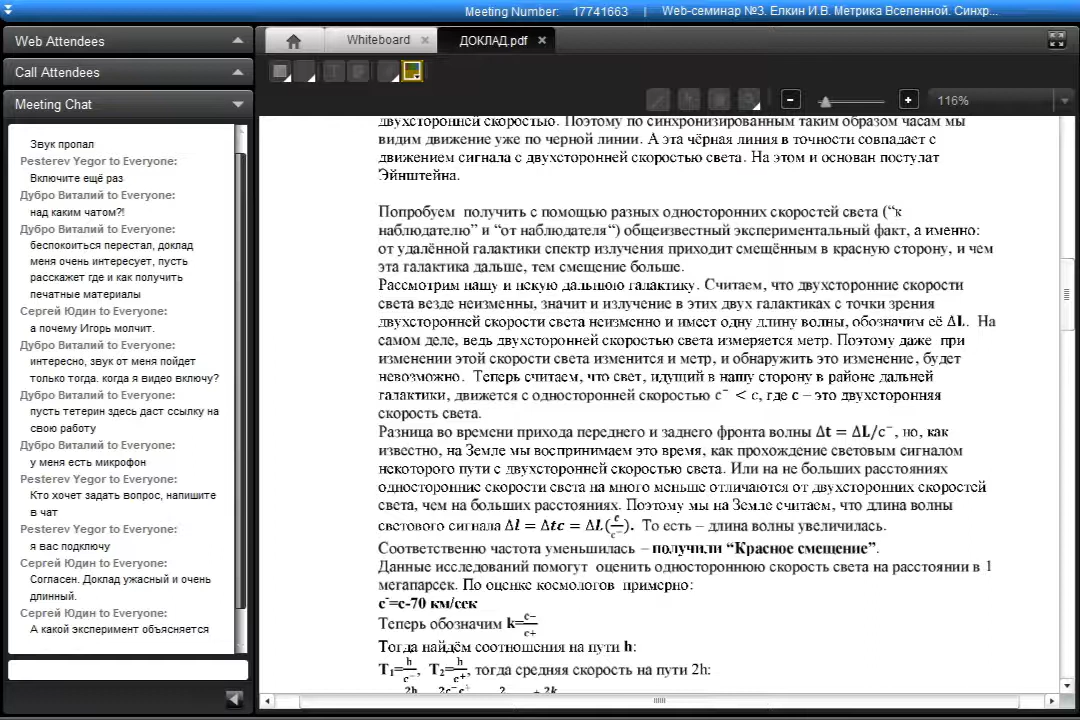 Meeting Number: 17741663 | Web-семинар №3. Елкин И.В. Метрика Вселенной. Синхр...
Web Attendees
Call Attendees
Meeting Chat
Звук пропал
Pesterev Yegor to Everyone:
Включите ещё раз
Дубро Виталий to Everyone:
над каким чатом?!
Дубро Виталий to Everyone:
беспокоиться перестал, доклад
меня очень интересует, пусть
расскажет где и как получить
печатные материалы
Сергей Юдин to Everyone:
а почему Игорь молчит.
Дубро Виталий to Everyone:
интересно, звук от меня пойдет
только тогда. когда я видео включу?
Дубро Виталий to Everyone:
пусть тетерин здесь даст ссылку на
свою работу
Дубро Виталий to Everyone:
у меня есть микрофон
Pesterev Yegor to Everyone:
Кто хочет задать вопрос, напишите
в чат
Pesterev Yegor to Everyone:
я вас подключу
Сергей Юдин to Everyone:
Согласен. Доклад ужасный и очень
длинный.
Сергей Юдин to Everyone:
А какой эксперимент объясняется
Whiteboard
ДОКЛАД.pdf
116%
двухсторонней скоростью. Поэтому по синхронизированным таким образом часам мы
видим движение уже по черной линии. А эта чёрная линия в точности совпадает с
движением сигнала с двухсторонней скоростью света. На этом и основан постулат
Эйнштейна.
Попробуем получить с помощью разных односторонних скоростей света (“к
наблюдателю” и “от наблюдателя“) общеизвестный экспериментальный факт, а именно:
от удалённой галактики спектр излучения приходит смещённым в красную сторону, и чем
эта галактика дальше, тем смещение больше.
Рассмотрим нашу и некую дальнюю галактику. Считаем, что двухсторонние скорости
света везде неизменны, значит и излучение в этих двух галактиках с точки зрения
двухсторонней скорости света неизменно и имеет одну длину волны, обозначим её ΔL. На
самом деле, ведь двухсторонней скоростью света измеряется метр. Поэтому даже при
изменении этой скорости света изменится и метр, и обнаружить это изменение, будет
невозможно. Теперь считаем, что свет, идущий в нашу сторону в районе дальней
галактики, движется с односторонней скоростью c⁻ < c, где c – это двухсторонняя
скорость света.
Разница во времени прихода переднего и заднего фронта волны Δt = ΔL/c⁻, но, как
известно, на Земле мы воспринимаем это время, как прохождение световым сигналом
некоторого пути с двухсторонней скоростью света. Или на не больших расстояниях
односторонние скорости света на много меньше отличаются от двухсторонних скоростей
света, чем на больших расстояниях. Поэтому мы на Земле считаем, что длина волны
светового сигнала Δl = Δtc = ΔL(c/c⁻). То есть – длина волны увеличилась.
Соответственно частота уменьшилась – получили “Красное смещение”.
Данные исследований помогут оценить одностороннюю скорость света на расстоянии в 1
мегапарсек. По оценке космологов примерно:
c⁻=c-70 км/сек
Теперь обозначим k=c−/c+
Тогда найдём соотношения на пути h:
T₁=h/c⁻, T₂=h/c⁺, тогда средняя скорость на пути 2h: